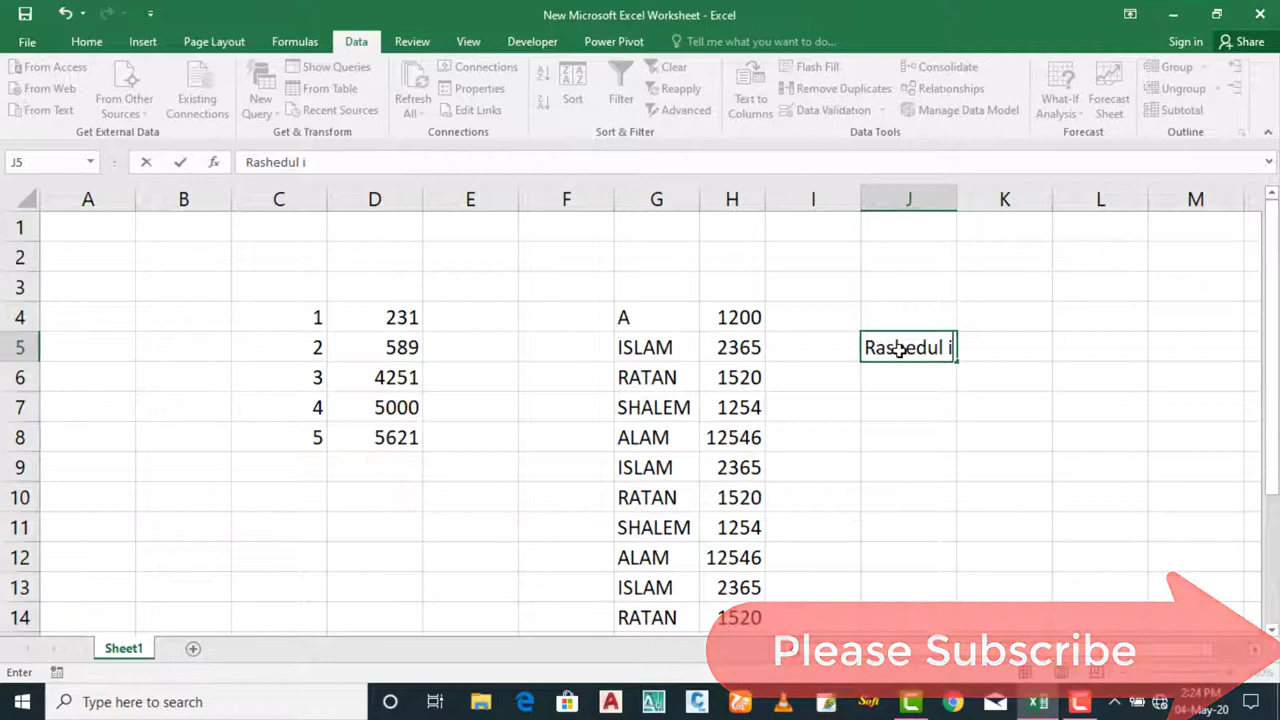 New Microsoft Excel Worksheet - Excel
File Home Insert Page Layout Formulas Data Review View Developer Power Pivot Tell me what you want to do... Sign in Share
From Access
From Web
From Text
From Other Sources
Existing Connections
Get External Data
New Query
Show Queries
From Table
Recent Sources
Get & Transform
Refresh All
Connections
Properties
Edit Links
Connections
Sort
Filter
Clear
Reapply
Advanced
Sort & Filter
Text to Columns
Flash Fill
Remove Duplicates
Data Validation
Consolidate
Relationships
Manage Data Model
Data Tools
What-If Analysis
Forecast Sheet
Forecast
Group
Ungroup
Subtotal
Outline
J5 fx Rashedul i
A B C D E F G H I J K L M
1
2
3
4 1 231 A 1200
5 2 589 ISLAM 2365 Rashedul i
6 3 4251 RATAN 1520
7 4 5000 SHALEM 1254
8 5 5621 ALAM 12546
9 ISLAM 2365
10 RATAN 1520
11 SHALEM 1254
12 ALAM 12546
13 ISLAM 2365
14 RATAN 1520
Please Subscribe
Sheet1
Enter
Type here to search
Soft
2:24 PM
04-May-20